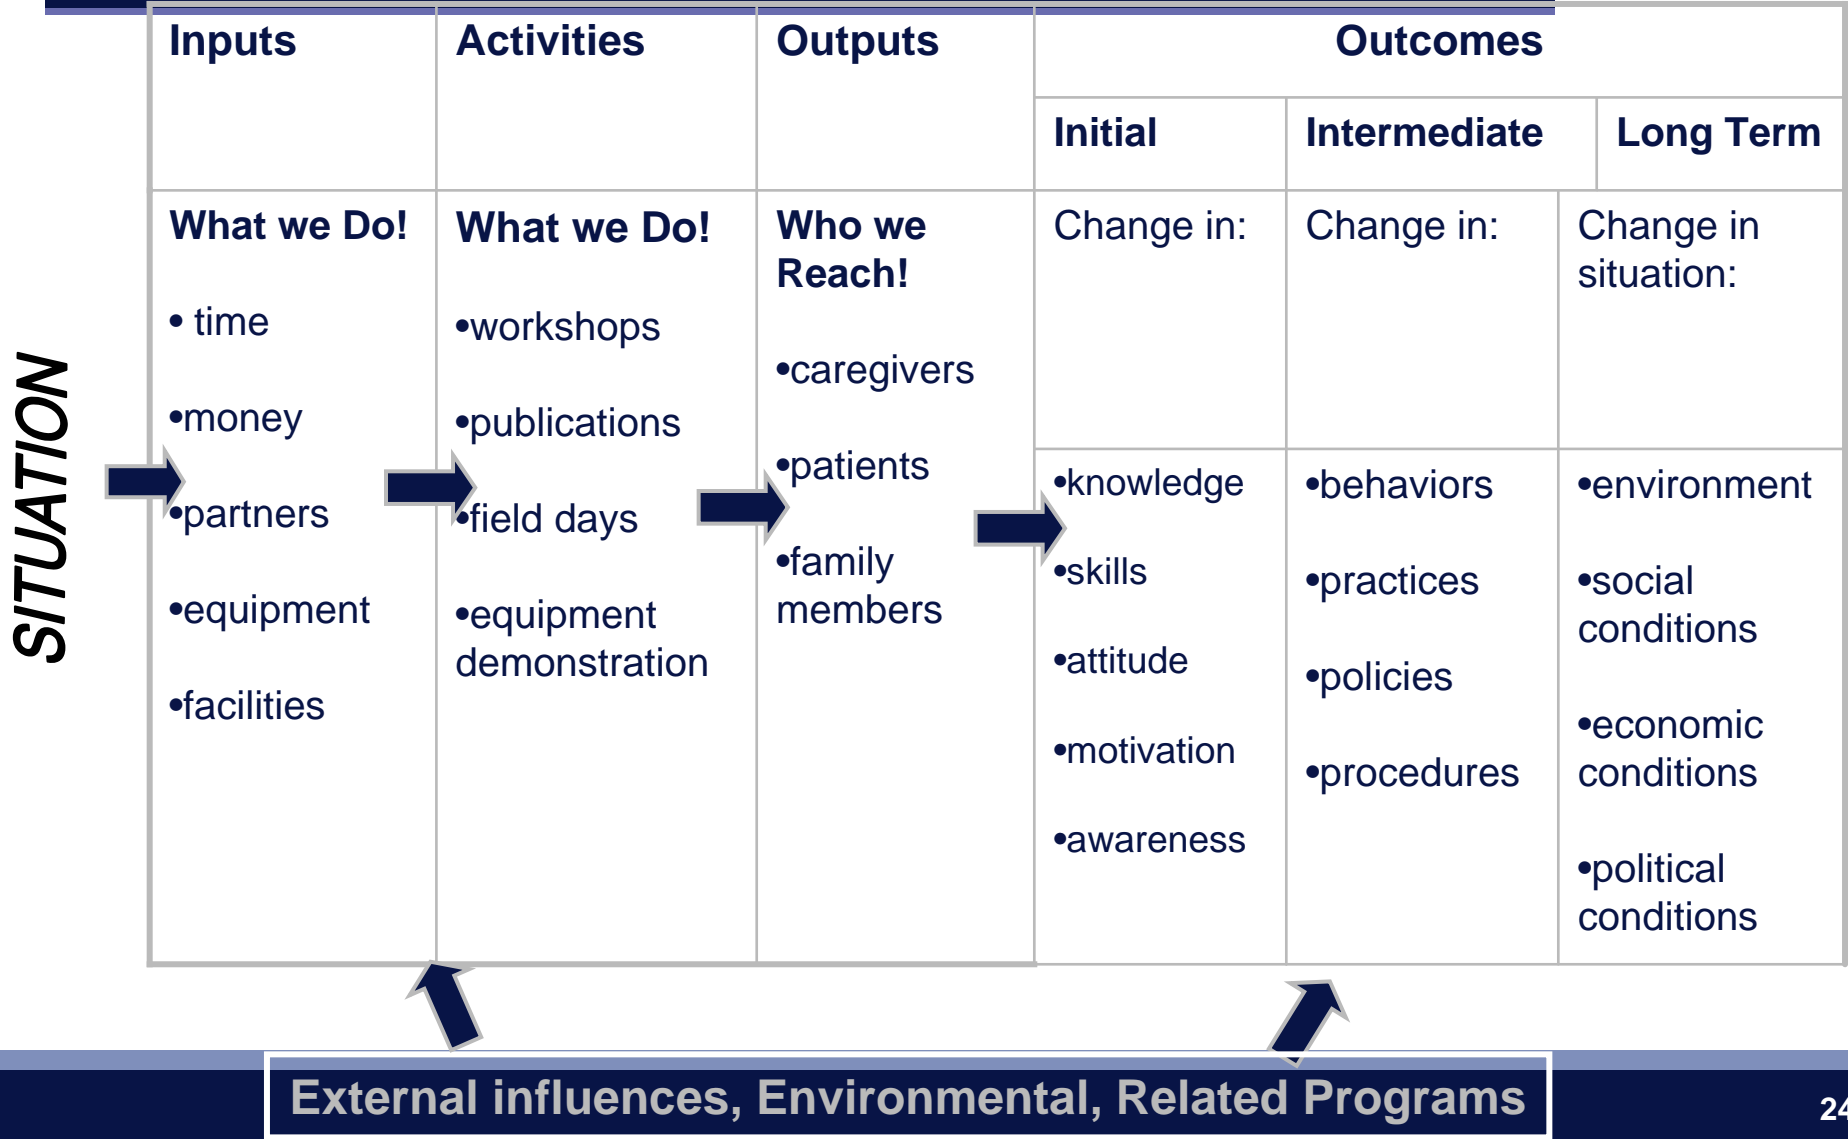 SITUATION
Inputs
Activities
Outputs
Outcomes
Initial
Intermediate
Long Term
What we Do!
• time
•money
•partners
•equipment
•facilities
What we Do!
•workshops
•publications
•field days
•equipment
demonstration
Who we
Reach!
•caregivers
•patients
•family
members
Change in:
•knowledge
•skills
•attitude
•motivation
•awareness
Change in:
•behaviors
•practices
•policies
•procedures
Change in
situation:
•environment
•social
conditions
•economic
conditions
•political
conditions
External influences, Environmental, Related Programs
24